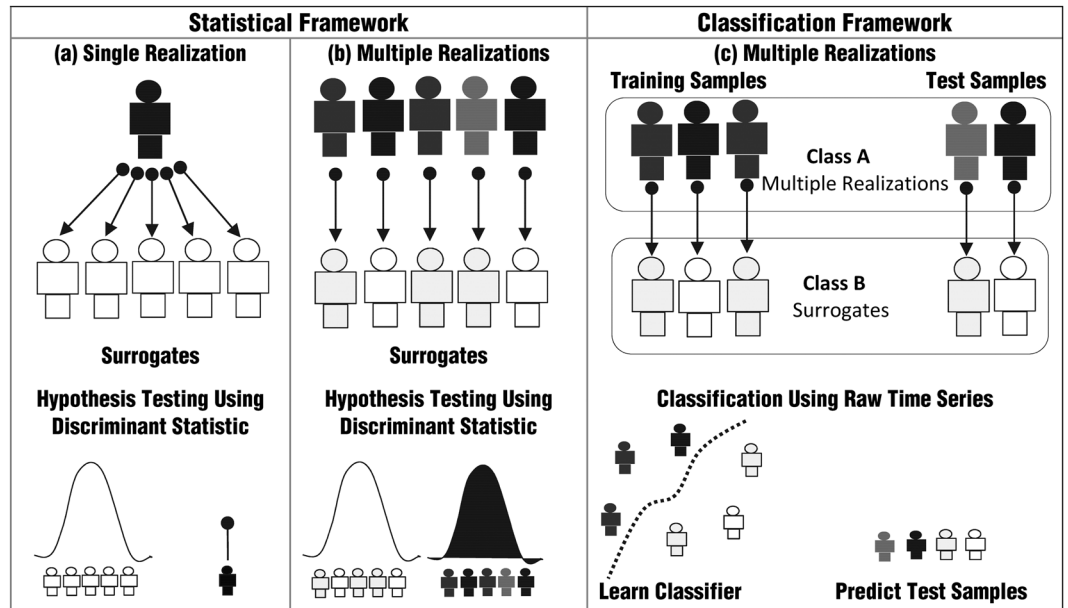 Statistical Framework
Classification Framework
(a) Single Realization
(b) Multiple Realizations
(c) Multiple Realizations
Training Samples
Test Samples
Class A
Multiple Realizations
Class B
Surrogates
Surrogates
Surrogates
Hypothesis Testing Using
Discriminant Statistic
Hypothesis Testing Using
Discriminant Statistic
Classification Using Raw Time Series
Learn Classifier
Predict Test Samples